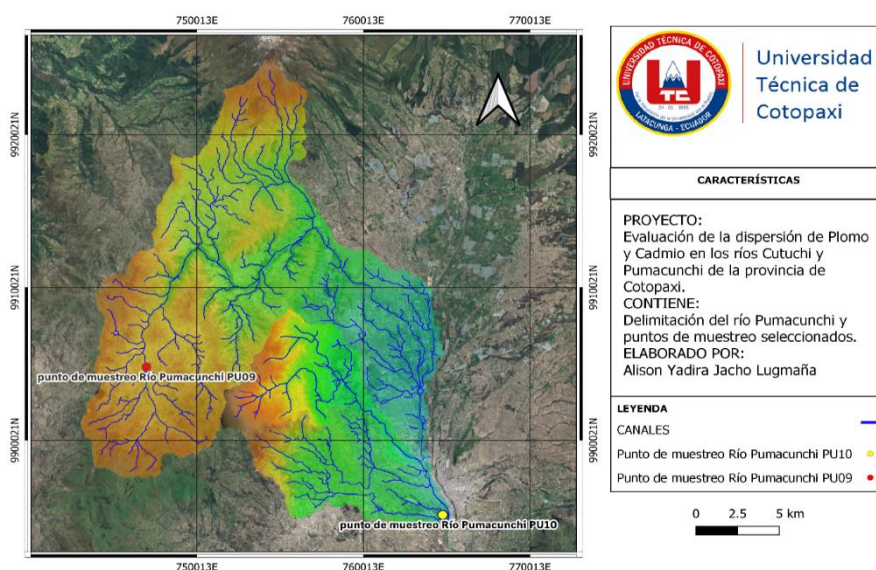 750013E 760013E 770013E
9920021N 9920021N
9910021N 9910021N
9900021N 9900021N
punto de muestreo Río Pumacunchi PU09
punto de muestreo Río Pumacunchi PU10
750013E 760013E 770013E
UNIVERSIDAD TÉCNICA DE COTOPAXI
UTC
LATACUNGA - ECUADOR
Universidad
Técnica de
Cotopaxi
CARACTERÍSTICAS
PROYECTO:
Evaluación de la dispersión de Plomo
y Cadmio en los ríos Cutuchi y
Pumacunchi de la provincia de
Cotopaxi.
CONTIENE:
Delimitación del río Pumacunchi y
puntos de muestreo seleccionados.
ELABORADO POR:
Alison Yadira Jacho Lugmaña
LEYENDA
CANALES
Punto de muestreo Río Pumacunchi PU10
Punto de muestreo Río Pumacunchi PU09
0 2.5 5 km